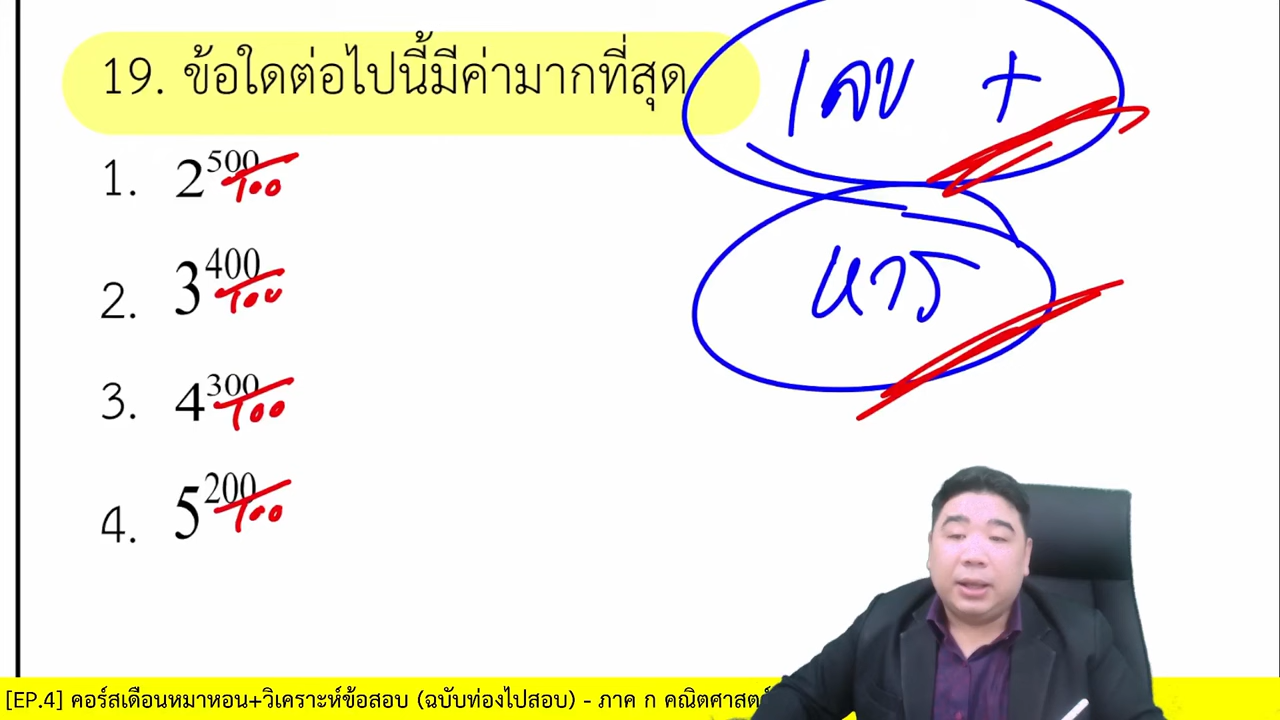 19. ข้อใดต่อไปนี้มีค่ามากที่สุด
เลข +
หาร
1. 2^500/100
2. 3^400/100
3. 4^300/100
4. 5^200/100
[EP.4] คอร์สเดือนหมาหอน+วิเคราะห์ข้อสอบ (ฉบับท่องไปสอบ) - ภาค ก คณิตศาสตร์